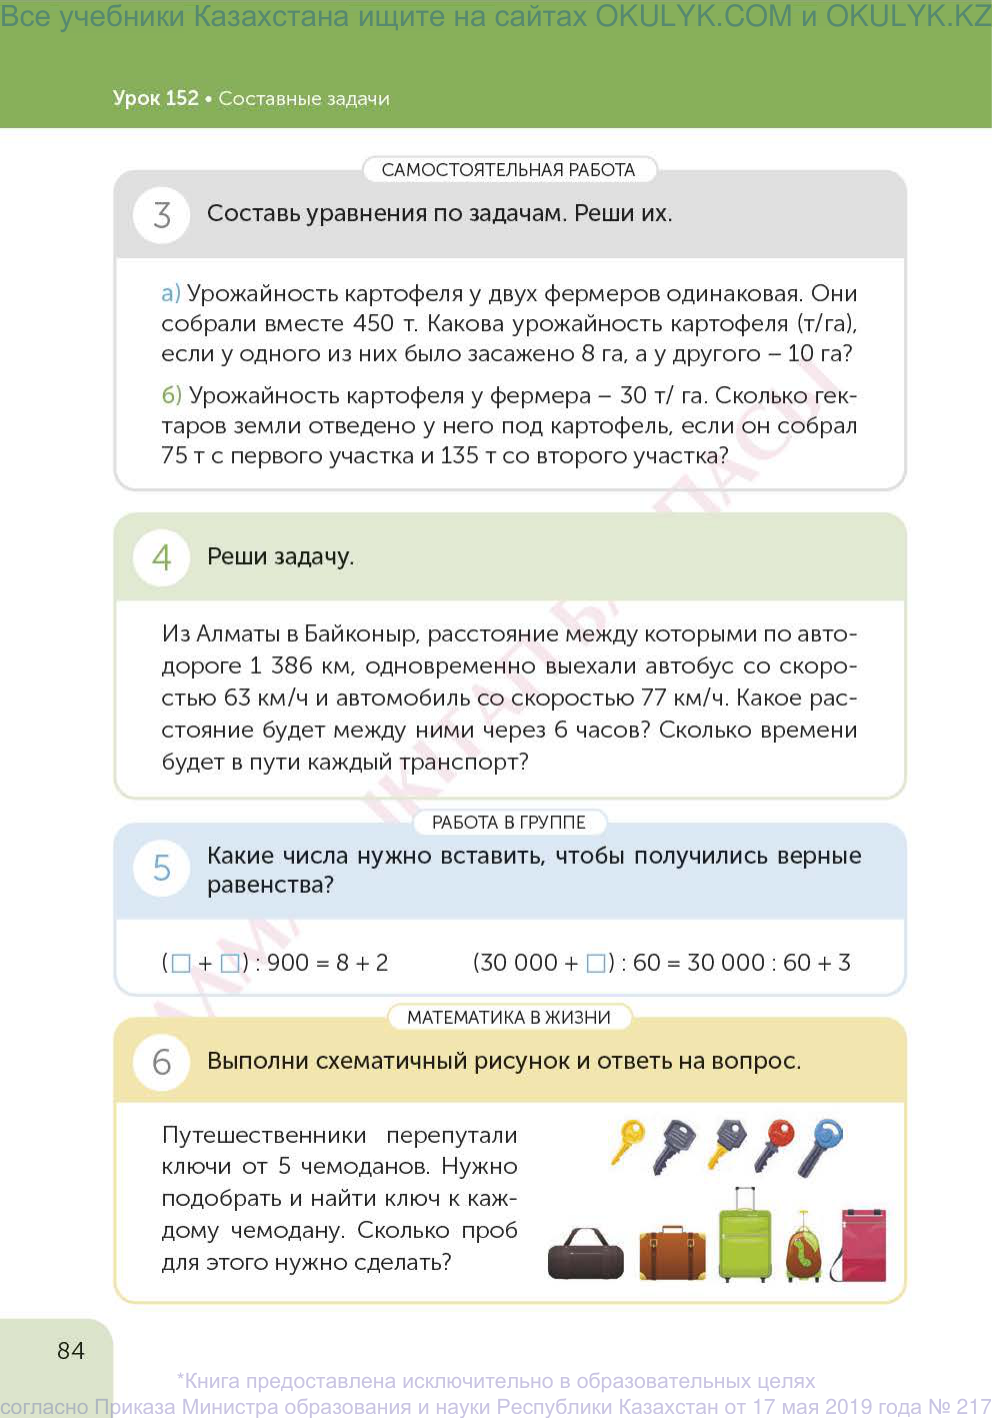 Все учебники Казахстана ищите на сайтах OKULYK.COM и OKULYK.KZ
Урок 152 • Составные задачи
САМОСТОЯТЕЛЬНАЯ РАБОТА
3 Составь уравнения по задачам. Реши их.
а) Урожайность картофеля у двух фермеров одинаковая. Они
собрали вместе 450 т. Какова урожайность картофеля (т/га),
если у одного из них было засажено 8 га, а у другого – 10 га?
б) Урожайность картофеля у фермера – 30 т/ га. Сколько гек-
таров земли отведено у него под картофель, если он собрал
75 т с первого участка и 135 т со второго участка?
4 Реши задачу.
Из Алматы в Байконыр, расстояние между которыми по авто-
дороге 1 386 км, одновременно выехали автобус со скоро-
стью 63 км/ч и автомобиль со скоростью 77 км/ч. Какое рас-
стояние будет между ними через 6 часов? Сколько времени
будет в пути каждый транспорт?
РАБОТА В ГРУППЕ
5 Какие числа нужно вставить, чтобы получились верные
равенства?
(□ + □) : 900 = 8 + 2 (30 000 + □) : 60 = 30 000 : 60 + 3
МАТЕМАТИКА В ЖИЗНИ
6 Выполни схематичный рисунок и ответь на вопрос.
Путешественники перепутали
ключи от 5 чемоданов. Нужно
подобрать и найти ключ к каж-
дому чемодану. Сколько проб
для этого нужно сделать?
84
*Книга предоставлена исключительно в образовательных целях
согласно Приказа Министра образования и науки Республики Казахстан от 17 мая 2019 года № 217